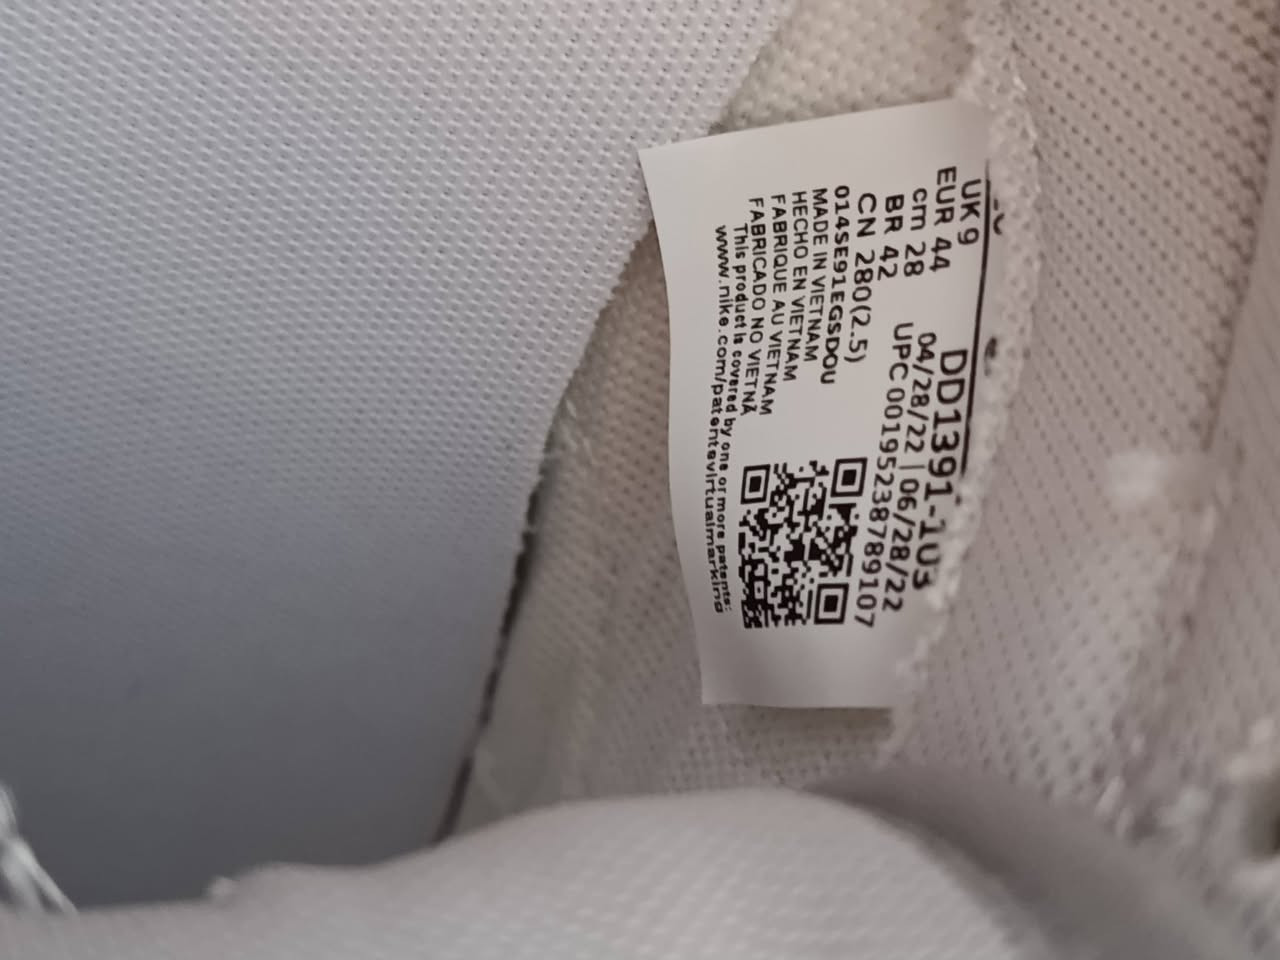 UK 9
EUR 44
cm 28
BR 42
CN 280(2.5)
DD1391-103
04/28/22 | 06/28/22
UPC 00195238789107
014SE91EGSDOU
MADE IN VIETNAM
HECHO EN VIETNAM
FABRIQUE AU VIETNAM
FABRICADO NO VIETNÃ
This product is covered by one or more patents:
www.nike.com/patentsvirtualmarking